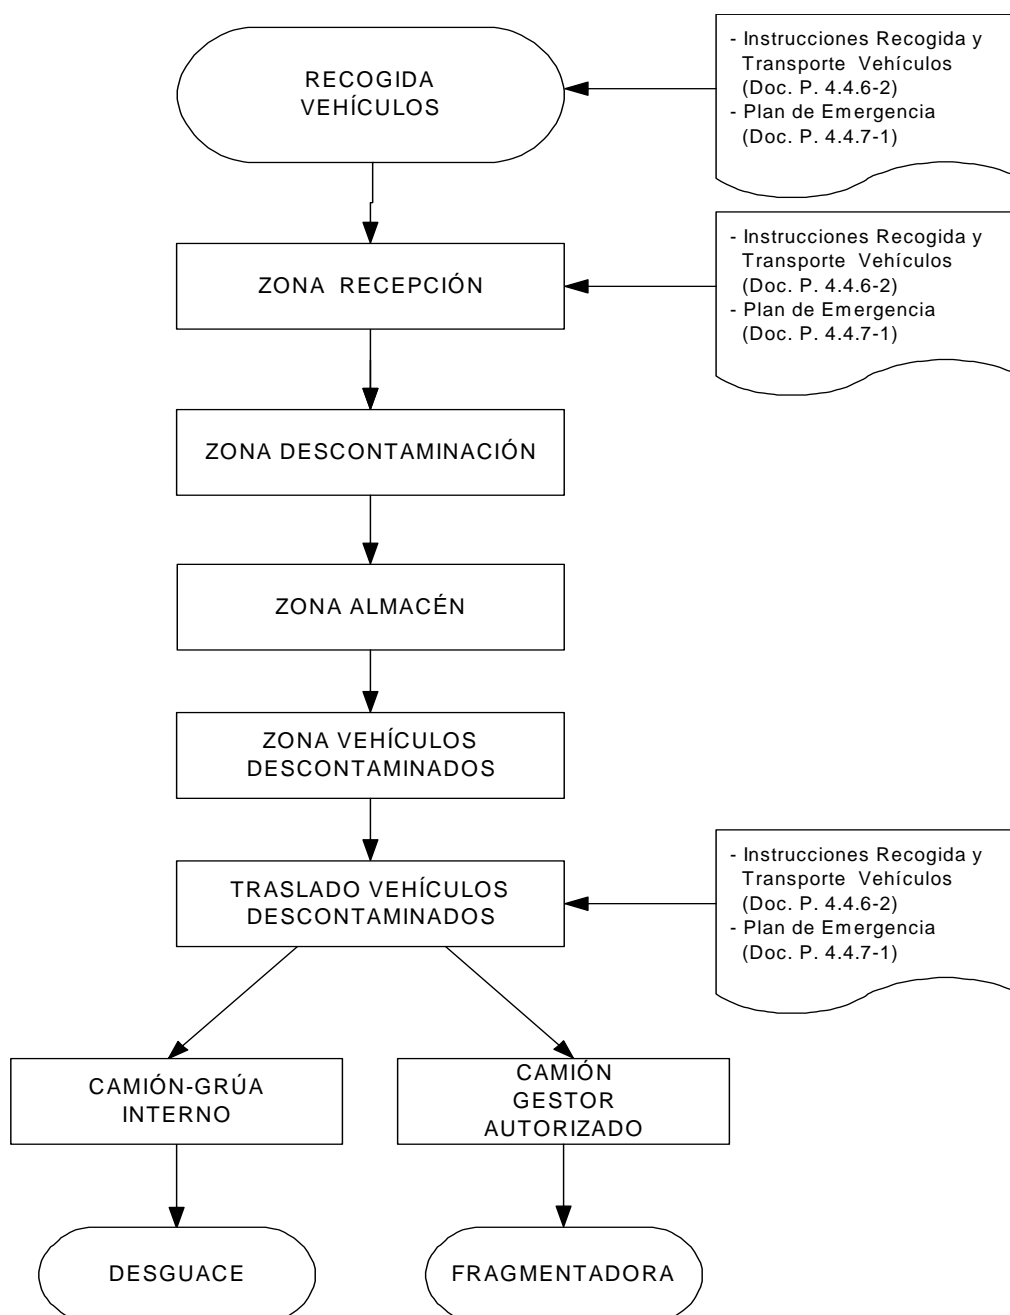 RECOGIDA
VEHÍCULOS
- Instrucciones Recogida y
Transporte Vehículos
(Doc. P. 4.4.6-2)
- Plan de Emergencia
(Doc. P. 4.4.7-1)
ZONA RECEPCIÓN
- Instrucciones Recogida y
Transporte Vehículos
(Doc. P. 4.4.6-2)
- Plan de Emergencia
(Doc. P. 4.4.7-1)
ZONA DESCONTAMINACIÓN
ZONA ALMACÉN
ZONA VEHÍCULOS
DESCONTAMINADOS
TRASLADO VEHÍCULOS
DESCONTAMINADOS
- Instrucciones Recogida y
Transporte Vehículos
(Doc. P. 4.4.6-2)
- Plan de Emergencia
(Doc. P. 4.4.7-1)
CAMIÓN-GRÚA
INTERNO
CAMIÓN
GESTOR
AUTORIZADO
DESGUACE
FRAGMENTADORA